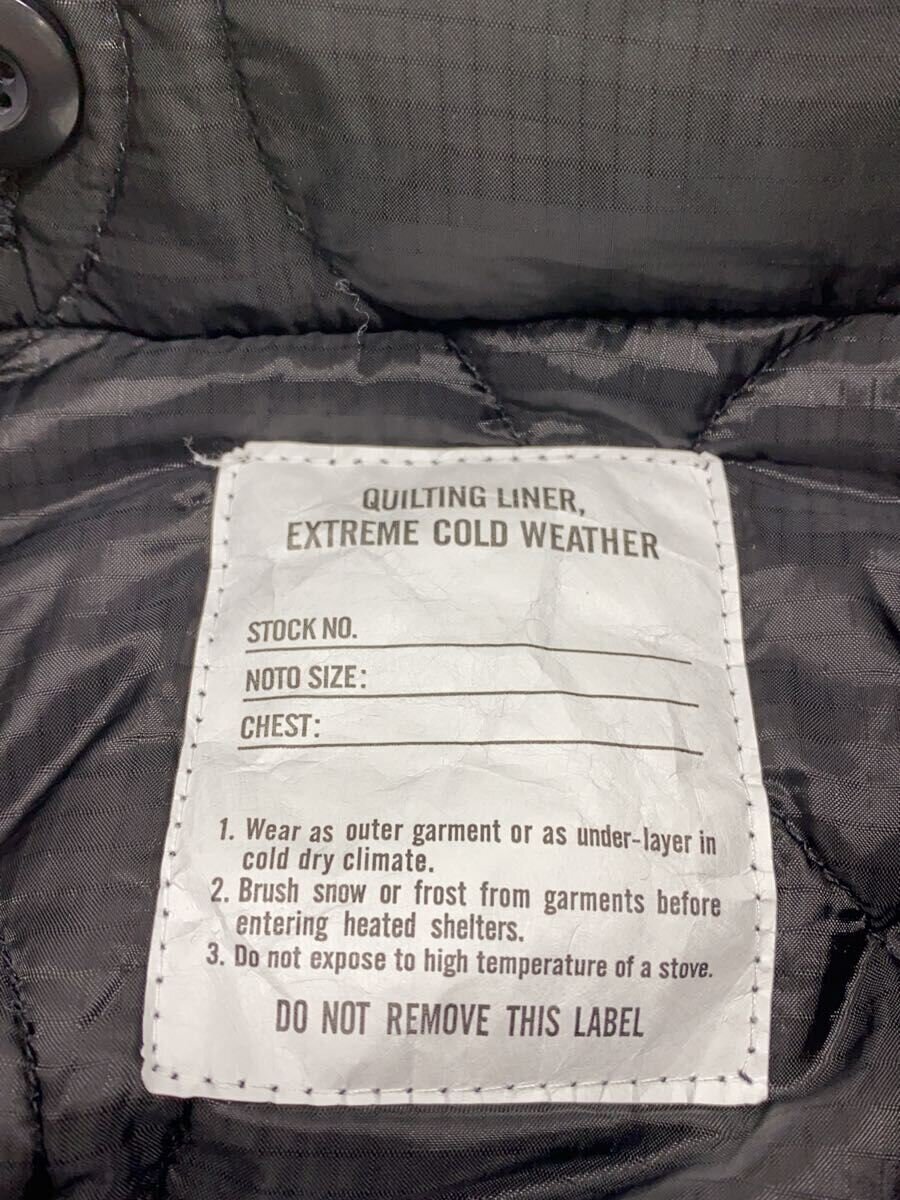 QUILTING LINER,
EXTREME COLD WEATHER
STOCK NO.
NOTO SIZE:
CHEST:
1. Wear as outer garment or as under-layer in
cold dry climate.
2. Brush snow or frost from garments before
entering heated shelters.
3. Do not expose to high temperature of a stove.
DO NOT REMOVE THIS LABEL